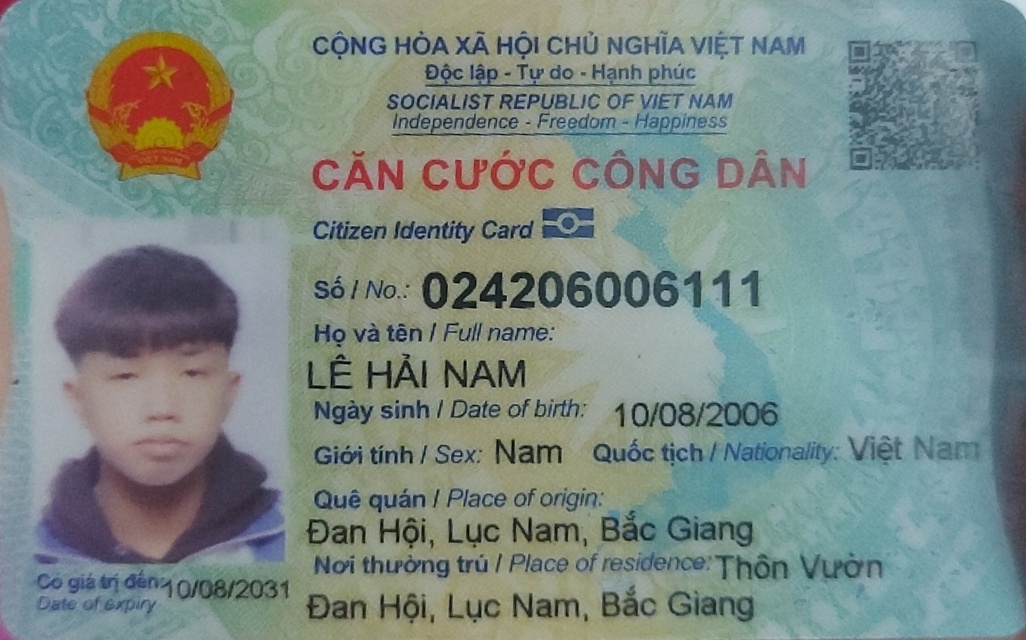 CỘNG HÒA XÃ HỘI CHỦ NGHĨA VIỆT NAM
Độc lập - Tự do - Hạnh phúc
SOCIALIST REPUBLIC OF VIET NAM
Independence - Freedom - Happiness
CĂN CƯỚC CÔNG DÂN
Citizen Identity Card
Số / No.: 024206006111
Họ và tên / Full name:
LÊ HẢI NAM
Ngày sinh / Date of birth: 10/08/2006
Giới tính / Sex: Nam Quốc tịch / Nationality: Việt Nam
Quê quán / Place of origin:
Đan Hội, Lục Nam, Bắc Giang
Nơi thường trú / Place of residence: Thôn Vườn
Đan Hội, Lục Nam, Bắc Giang
Có giá trị đến: 10/08/2031
Date of expiry
VIỆT NAM